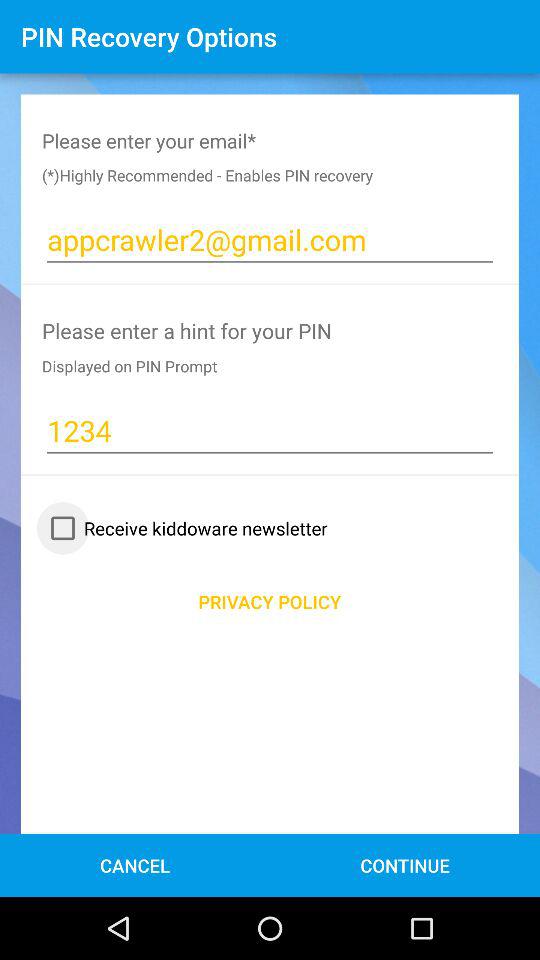 PIN Recovery Options
Please enter your email*
(*)Highly Recommended - Enables PIN recovery
appcrawler2@gmail.com
Please enter a hint for your PIN
Displayed on PIN Prompt
1234
Receive kiddoware newsletter
PRIVACY POLICY
CANCEL CONTINUE